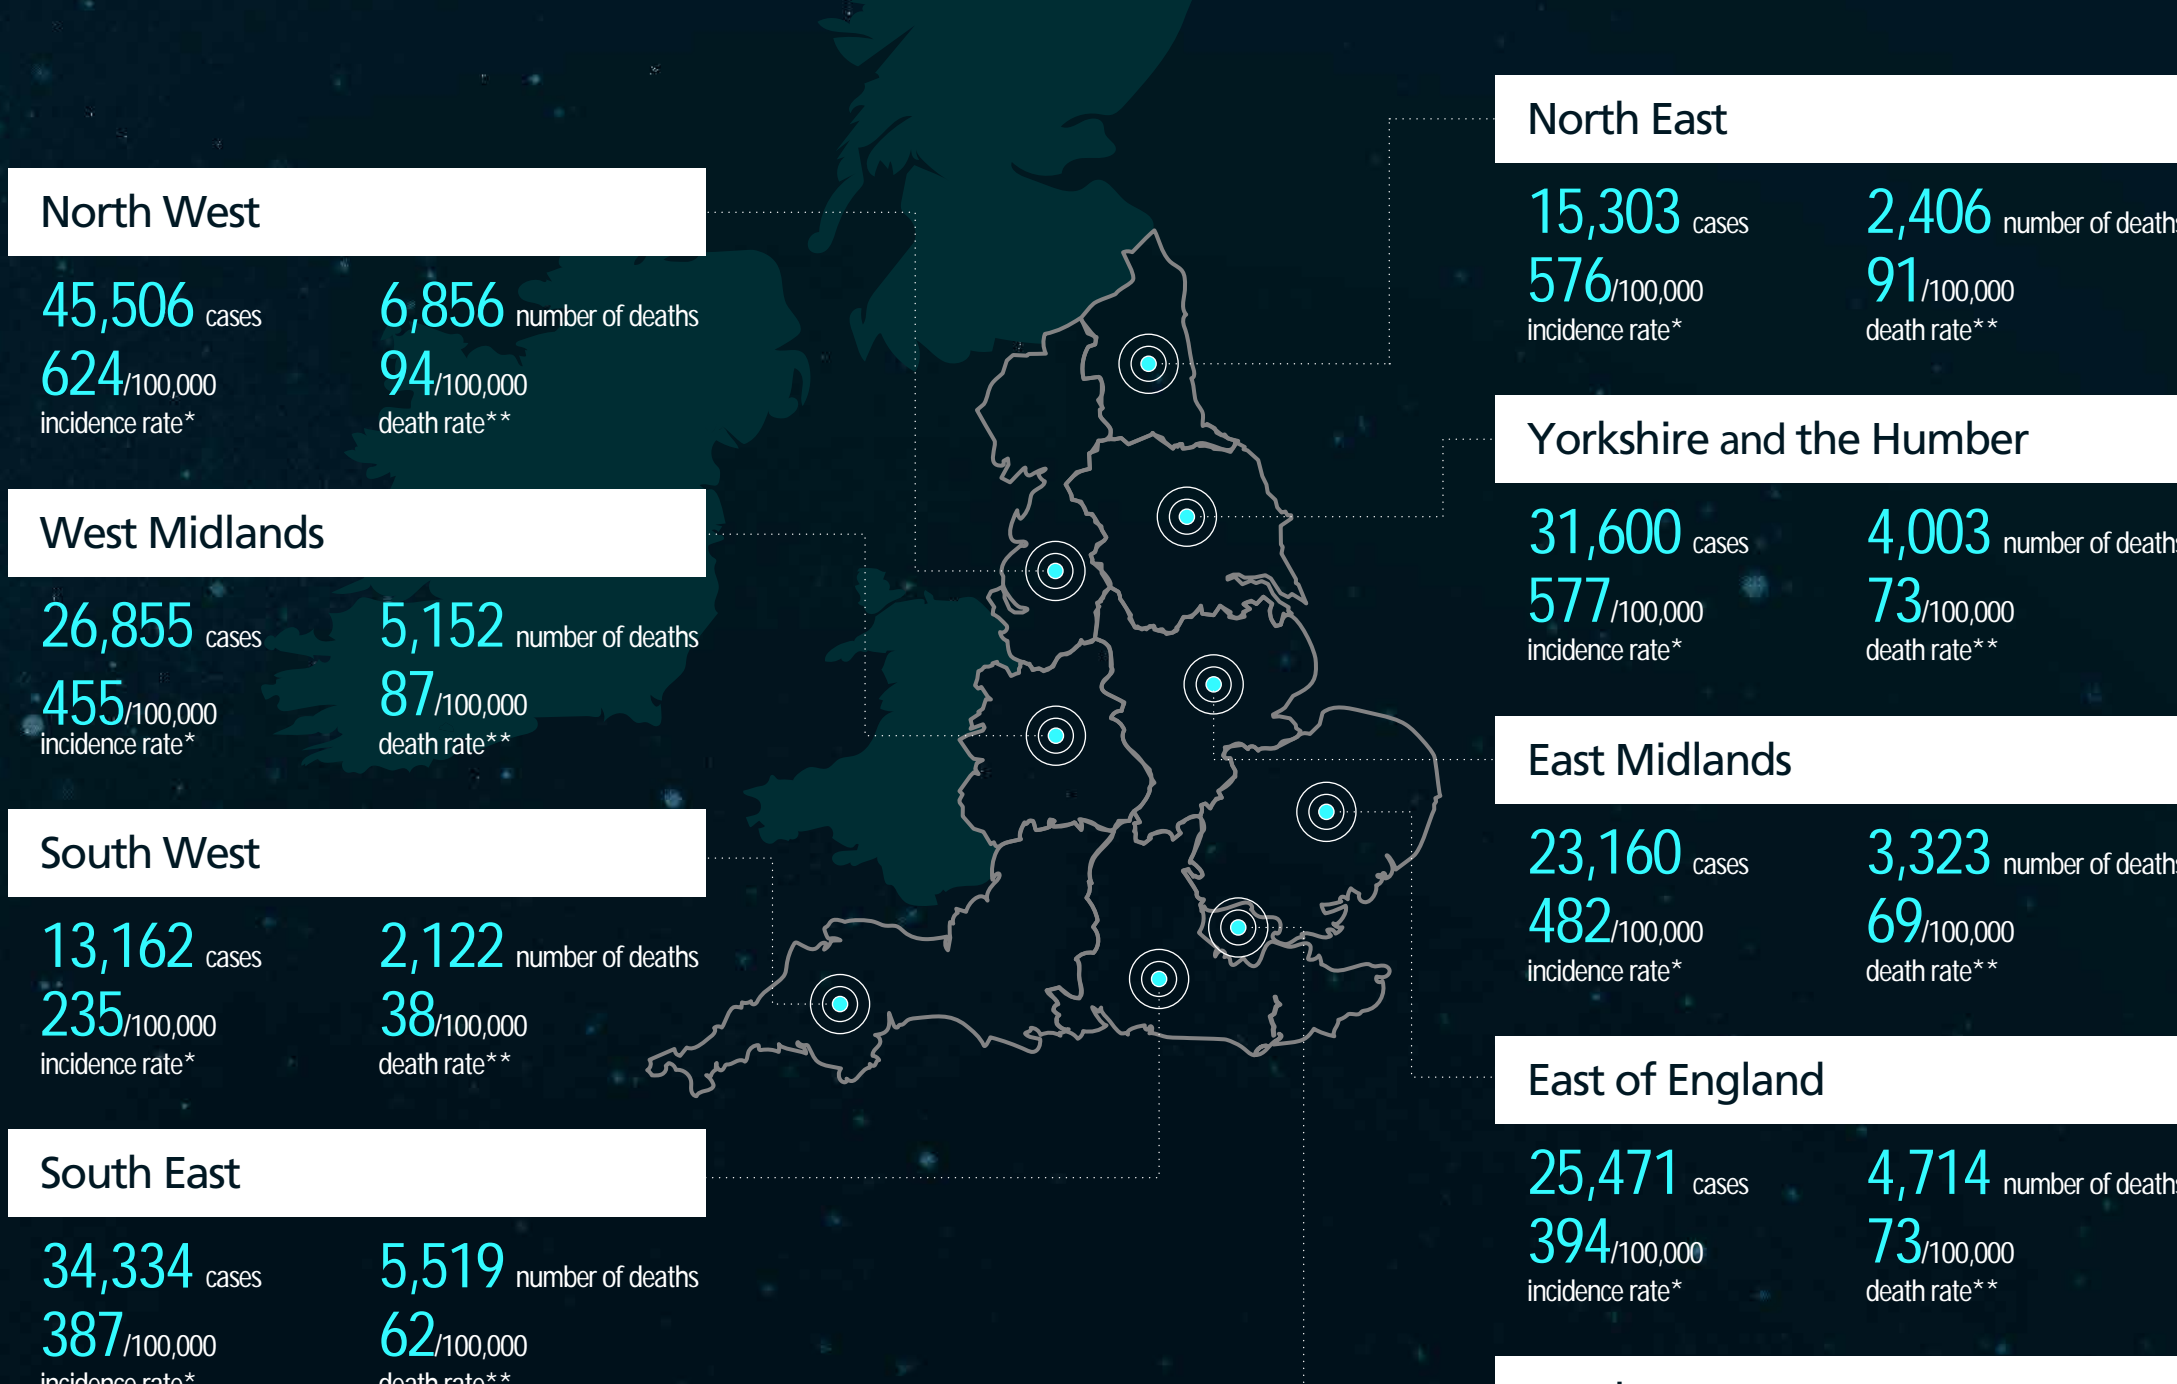 North West
45,506 cases 6,856 number of deaths
624/100,000 94/100,000
incidence rate* death rate**
West Midlands
26,855 cases 5,152 number of deaths
455/100,000 87/100,000
incidence rate* death rate**
South West
13,162 cases 2,122 number of deaths
235/100,000 38/100,000
incidence rate* death rate**
South East
34,334 cases 5,519 number of deaths
387/100,000 62/100,000
incidence rate* death rate**
North East
15,303 cases 2,406 number of deaths
576/100,000 91/100,000
incidence rate* death rate**
Yorkshire and the Humber
31,600 cases 4,003 number of deaths
577/100,000 73/100,000
incidence rate* death rate**
East Midlands
23,160 cases 3,323 number of deaths
482/100,000 69/100,000
incidence rate* death rate**
East of England
25,471 cases 4,714 number of deaths
394/100,000 73/100,000
incidence rate* death rate**